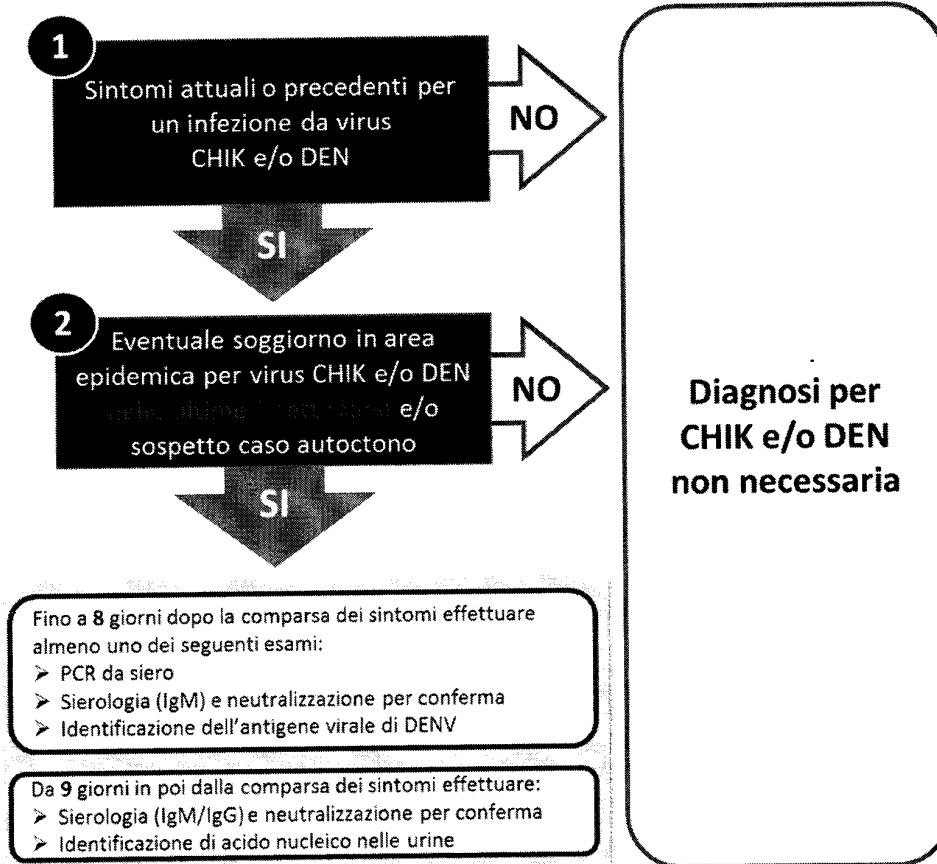 1
Sintomi attuali o precedenti per
un infezione da virus
CHIK e/o DEN
NO
SI
2
Eventuale soggiorno in area
epidemica per virus CHIK e/o DEN
e/o
sospetto caso autoctono
NO
SI
Diagnosi per
CHIK e/o DEN
non necessaria
Fino a 8 giorni dopo la comparsa dei sintomi effettuare
almeno uno dei seguenti esami:
➢ PCR da siero
➢ Sierologia (IgM) e neutralizzazione per conferma
➢ Identificazione dell'antigene virale di DENV
Da 9 giorni in poi dalla comparsa dei sintomi effettuare:
➢ Sierologia (IgM/IgG) e neutralizzazione per conferma
➢ Identificazione di acido nucleico nelle urine